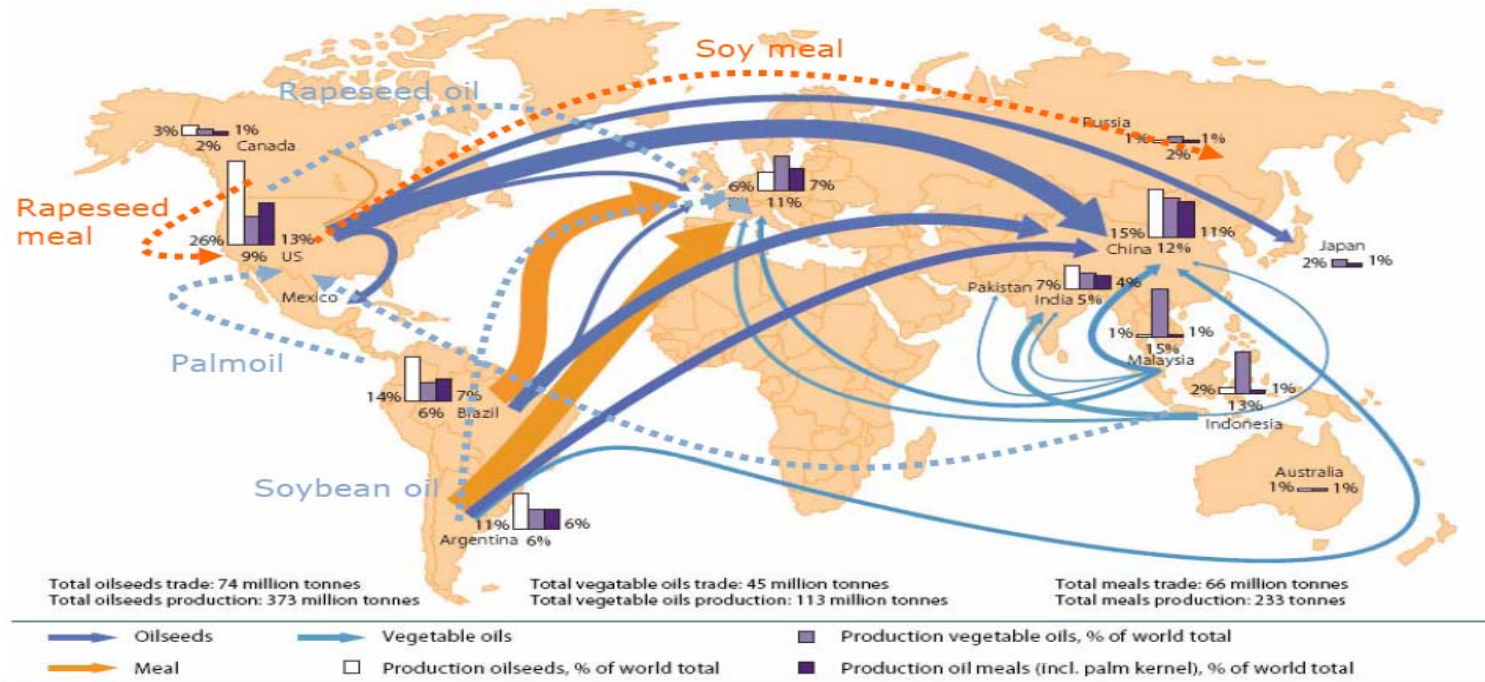 Soy meal
Rapeseed oil
Russia
1% 1%
2%
3% 1%
2% Canada
6% 7%
EU 11%
Rapeseed
meal
26% 13%
9% US
15% 11%
China 12%
Japan
2% 1%
Mexico
Pakistan 7% 4%
India 5%
1% 1%
15%
Malaysia
Palmoil
14% 7%
6% Brazil
2% 1%
13%
Indonesia
Soybean oil
Australia
1% 1%
11% 6%
Argentina 6%
Total oilseeds trade: 74 million tonnes
Total oilseeds production: 373 million tonnes
Total vegatable oils trade: 45 million tonnes
Total vegetable oils production: 113 million tonnes
Total meals trade: 66 million tonnes
Total meals production: 233 tonnes
Oilseeds
Vegetable oils
Production vegetable oils, % of world total
Meal
Production oilseeds, % of world total
Production oil meals (incl. palm kernel), % of world total